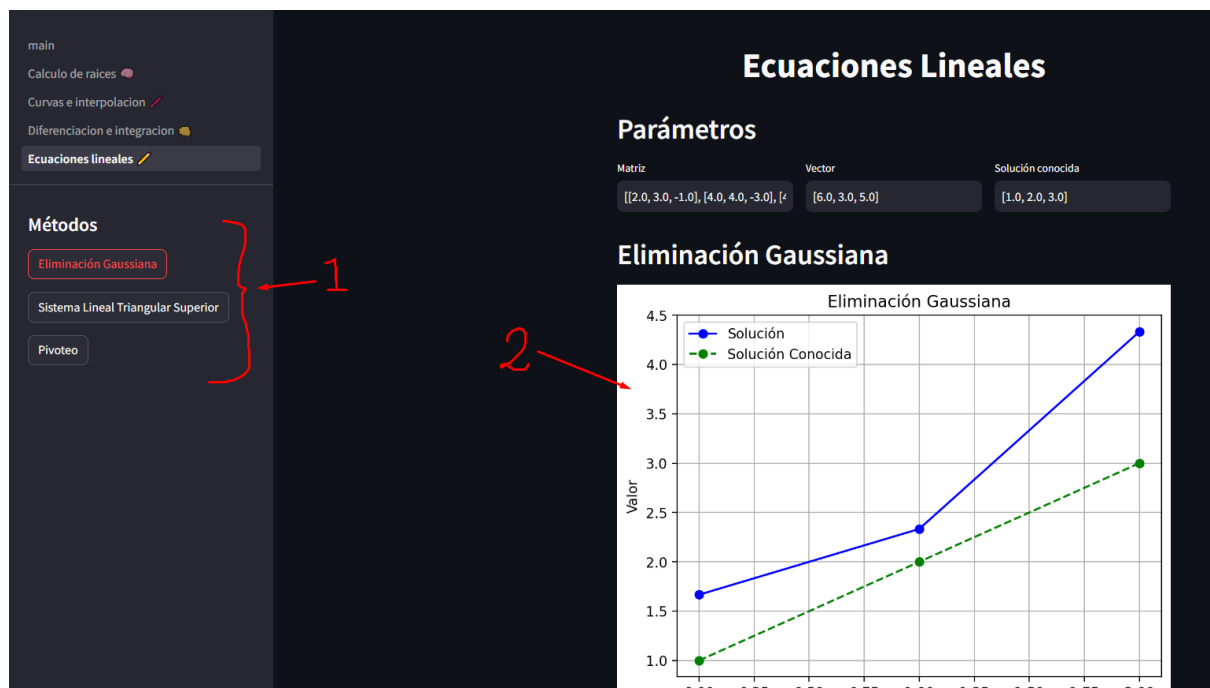 main
Calculo de raices 🧠
Curvas e interpolacion
Diferenciacion e integracion
Ecuaciones lineales
Métodos
Eliminación Gaussiana
Sistema Lineal Triangular Superior
Pivoteo
1
2
Ecuaciones Lineales
Parámetros
Matriz Vector Solución conocida
[[2.0, 3.0, -1.0], [4.0, 4.0, -3.0], [ [6.0, 3.0, 5.0] [1.0, 2.0, 3.0]
Eliminación Gaussiana
Eliminación Gaussiana
Solución
Solución Conocida
Valor
4.5
4.0
3.5
3.0
2.5
2.0
1.5
1.0